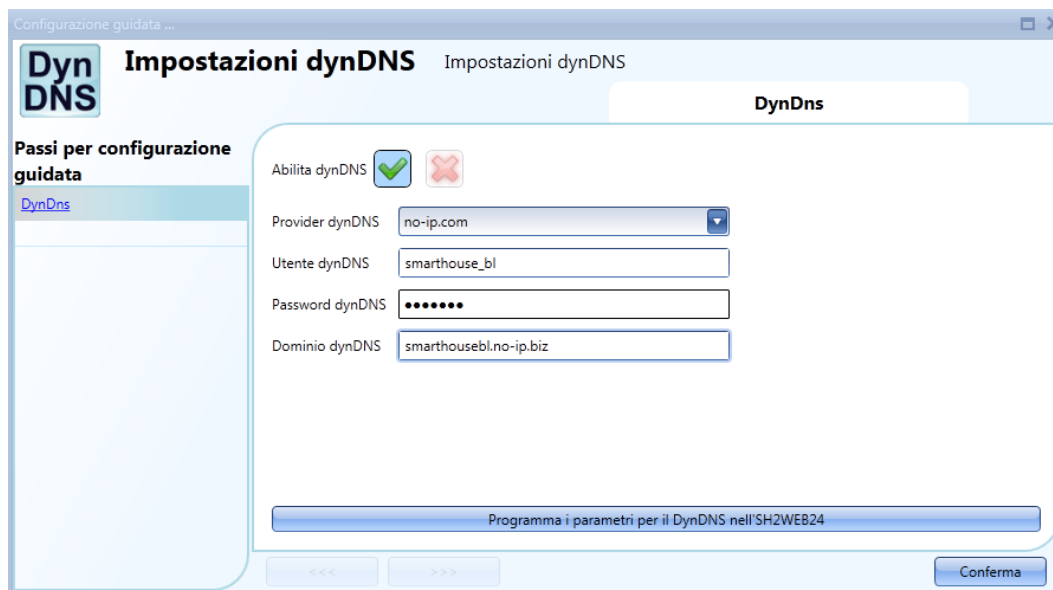 Configurazione guidata ...
Dyn
DNS
Impostazioni dynDNS
Impostazioni dynDNS
DynDns
Passi per configurazione
guidata
DynDns
Abilita dynDNS
Provider dynDNS
no-ip.com
Utente dynDNS
smarthouse_bl
Password dynDNS
•••••••
Dominio dynDNS
smarthousebl.no-ip.biz
Programma i parametri per il DynDNS nell'SH2WEB24
<<<
>>>
Conferma